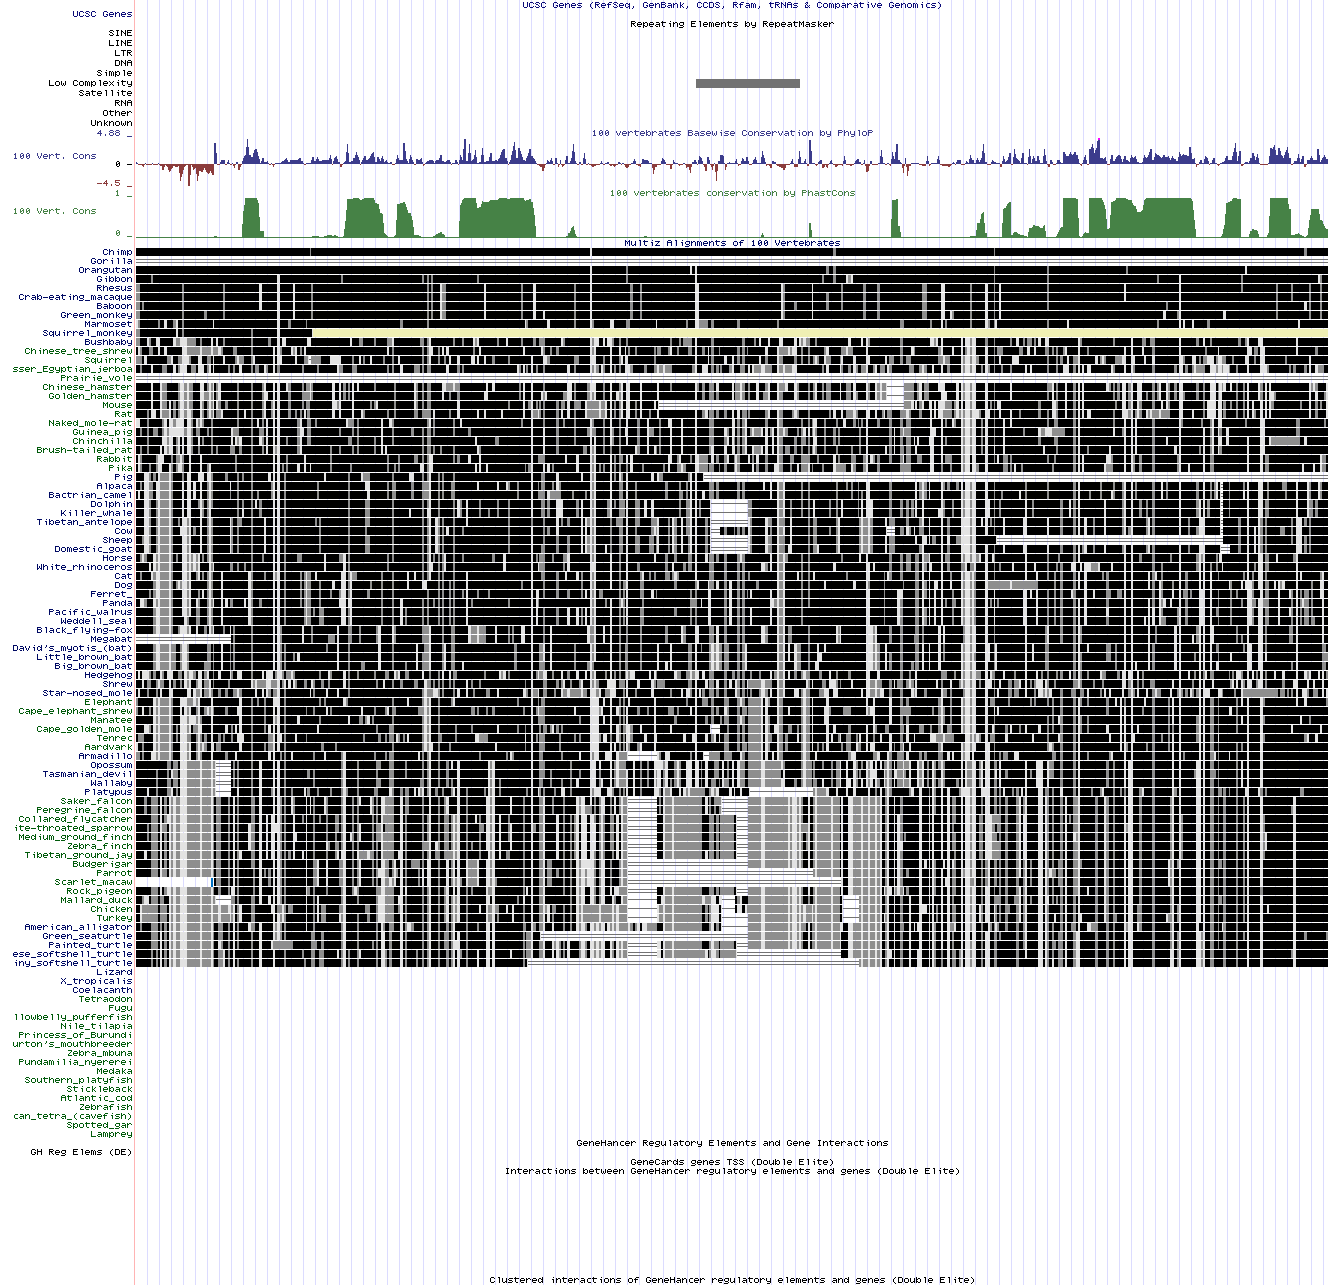 UCSC Genes (RefSeq, GenBank, CCDS, Rfam, tRNAs & Comparative Genomics)
UCSC Genes
Repeating Elements by RepeatMasker
SINE
LINE
LTR
DNA
Simple
Low Complexity
Satellite
RNA
Other
Unknown
4.88 _
100 vertebrates Basewise Conservation by PhyloP
100 Vert. Cons
0 _
-4.5 _
1 _
100 vertebrates conservation by PhastCons
100 Vert. Cons
0 _
Multiz Alignments of 100 Vertebrates
Chimp
Gorilla
Orangutan
Gibbon
Rhesus
Crab-eating_macaque
Baboon
Green_monkey
Marmoset
Squirrel_monkey
Bushbaby
Chinese_tree_shrew
Squirrel
sser_Egyptian_jerboa
Prairie_vole
Chinese_hamster
Golden_hamster
Mouse
Rat
Naked_mole-rat
Guinea_pig
Chinchilla
Brush-tailed_rat
Rabbit
Pika
Pig
Alpaca
Bactrian_camel
Dolphin
Killer_whale
Tibetan_antelope
Cow
Sheep
Domestic_goat
Horse
White_rhinoceros
Cat
Dog
Ferret_
Panda
Pacific_walrus
Weddell_seal
Black_flying-fox
Megabat
David's_myotis_(bat)
Little_brown_bat
Big_brown_bat
Hedgehog
Shrew
Star-nosed_mole
Elephant
Cape_elephant_shrew
Manatee
Cape_golden_mole
Tenrec
Aardvark
Armadillo
Opossum
Tasmanian_devil
Wallaby
Platypus
Saker_falcon
Peregrine_falcon
Collared_flycatcher
ite-throated_sparrow
Medium_ground_finch
Zebra_finch
Tibetan_ground_jay
Budgerigar
Parrot
Scarlet_macaw
Rock_pigeon
Mallard_duck
Chicken
Turkey
American_alligator
Green_seaturtle
Painted_turtle
ese_softshell_turtle
iny_softshell_turtle
Lizard
X_tropicalis
Coelacanth
Tetraodon
Fugu
llowbelly_pufferfish
Nile_tilapia
Princess_of_Burundi
urton's_mouthbreeder
Zebra_mbuna
Pundamilia_nyererei
Medaka
Southern_platyfish
Stickleback
Atlantic_cod
Zebrafish
can_tetra_(cavefish)
Spotted_gar
Lamprey
GeneHancer Regulatory Elements and Gene Interactions
GH Reg Elems (DE)
GeneCards genes TSS (Double Elite)
Interactions between GeneHancer regulatory elements and genes (Double Elite)
Clustered interactions of GeneHancer regulatory elements and genes (Double Elite)